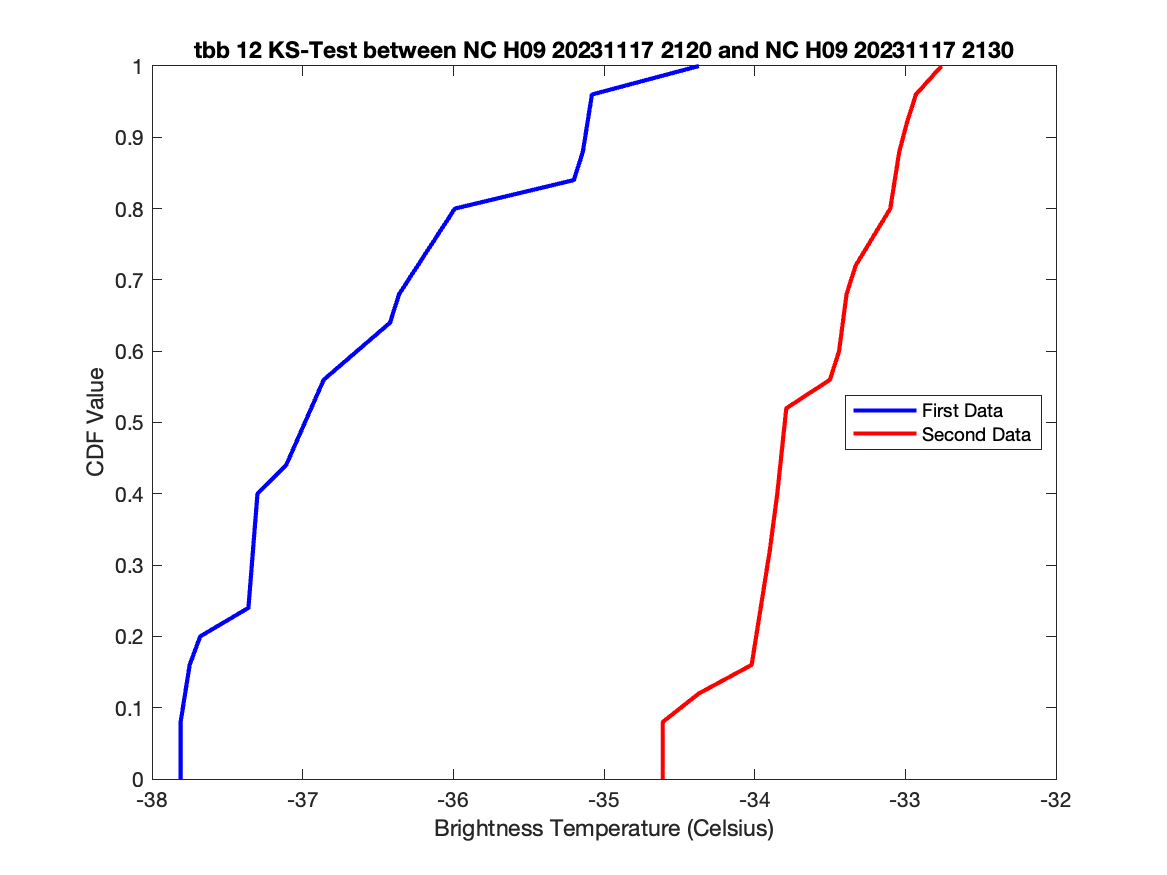 tbb 12 KS-Test between NC H09 20231117 2120 and NC H09 20231117 2130
1
0.9
0.8
0.7
0.6
0.5
0.4
0.3
0.2
0.1
0
CDF Value
First Data
Second Data
-38 -37 -36 -35 -34 -33 -32
Brightness Temperature (Celsius)